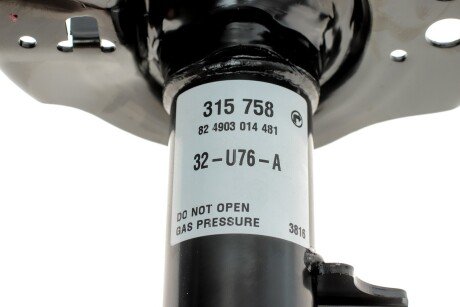 315 758
82 4903 014 481
32-U76-A
DO NOT OPEN
GAS PRESSURE 3816